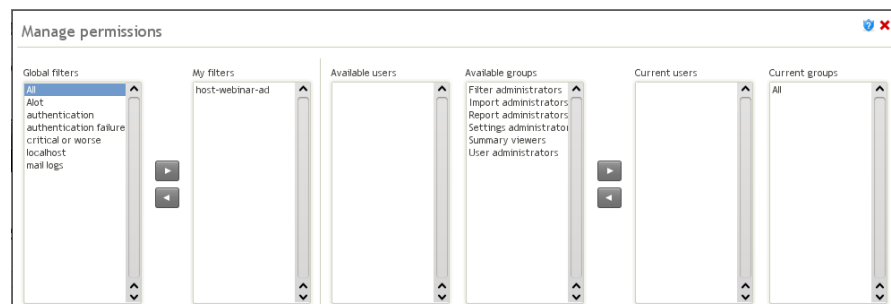 Manage permissions
Global filters
All
Alot
authentication
authentication failure
critical or worse
localhost
mail logs
My filters
host-webinar-ad
Available users
Available groups
Filter administrators
Import administrators
Report administrators
Settings administrator
Summary viewers
User administrators
Current users
Current groups
All